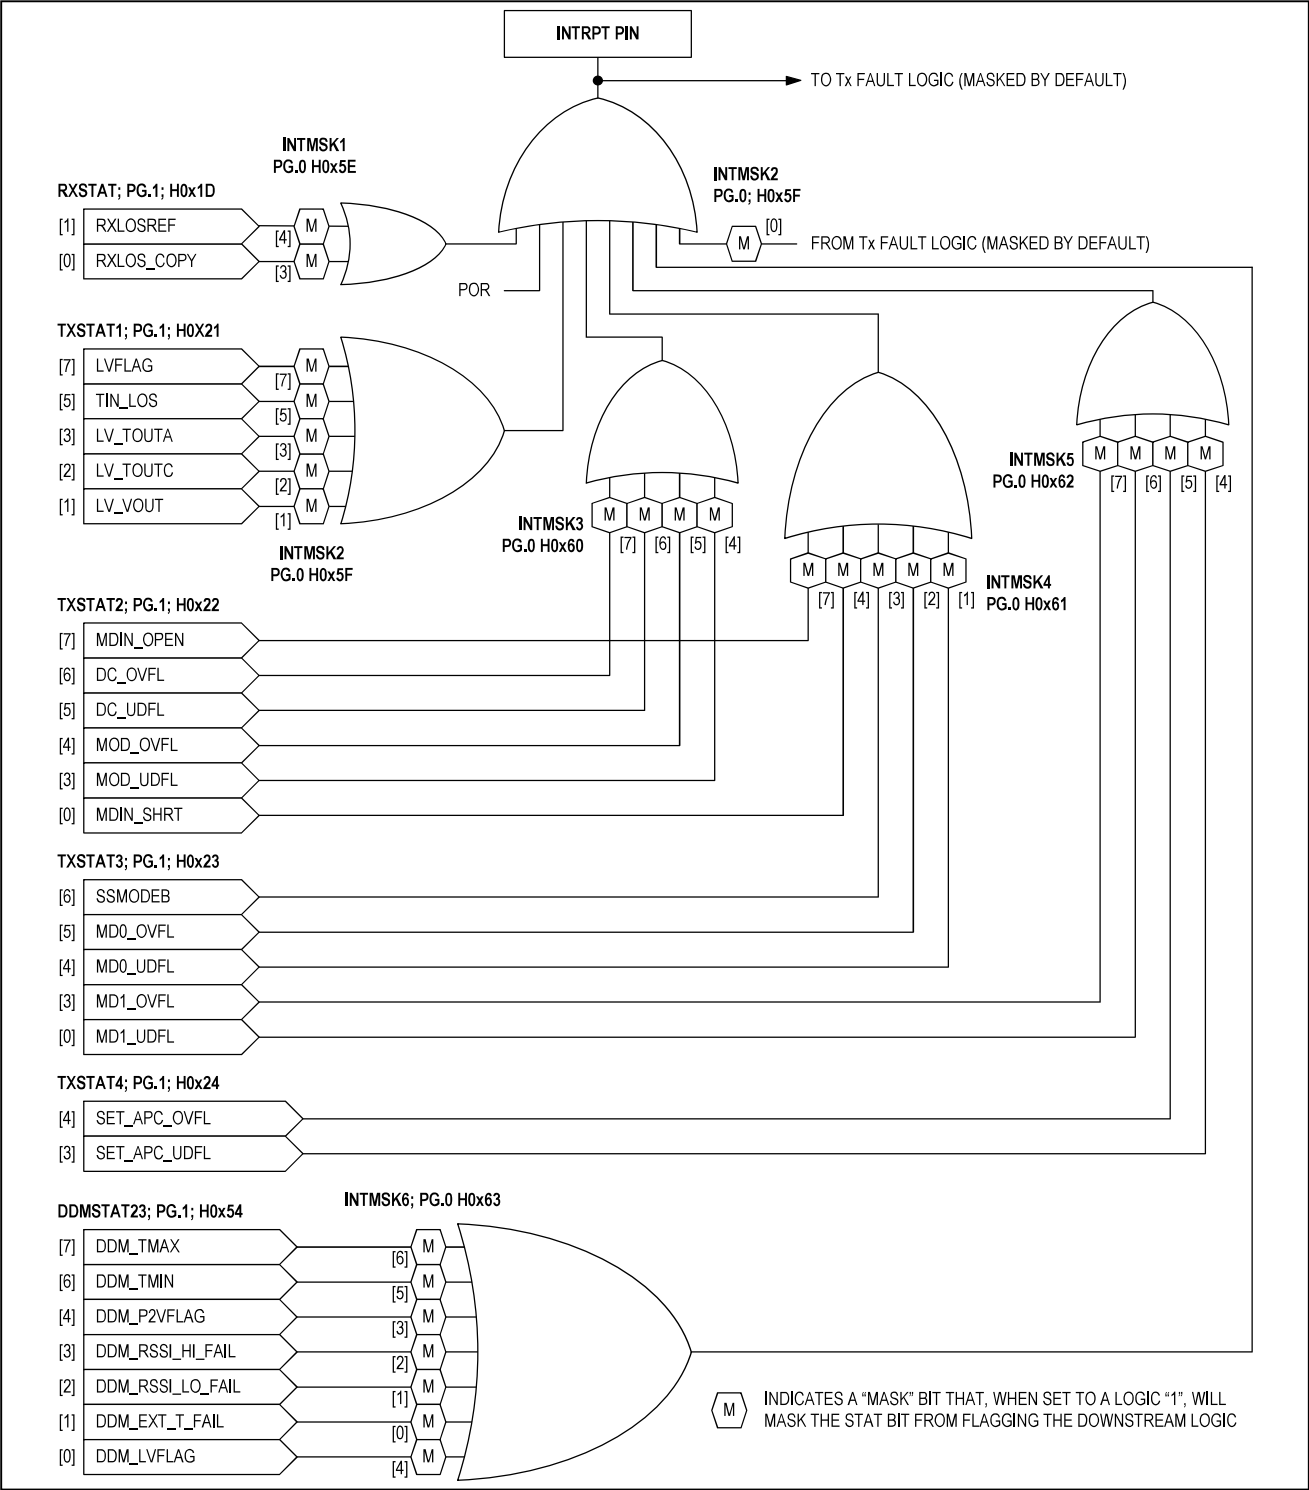 INTRPT PIN
TO Tx FAULT LOGIC (MASKED BY DEFAULT)
INTMSK1
PG.0 H0x5E
INTMSK2
PG.0; H0x5F
[0]
M
FROM Tx FAULT LOGIC (MASKED BY DEFAULT)
RXSTAT; PG.1; H0x1D
[1] RXLOSREF M
[4]
[0] RXLOS_COPY M
[3]
POR
TXSTAT1; PG.1; H0X21
[7] LVFLAG M
[7]
[5] TIN_LOS M
[5]
[3] LV_TOUTA M
[3]
[2] LV_TOUTC M
[2]
[1] LV_VOUT M
[1]
INTMSK2
PG.0 H0x5F
INTMSK3
PG.0 H0x60
M M M M
[7] [6] [5] [4]
INTMSK4
PG.0 H0x61
M M M M M
[7] [4] [3] [2] [1]
INTMSK5
PG.0 H0x62
M M M M
[7] [6] [5] [4]
TXSTAT2; PG.1; H0x22
[7] MDIN_OPEN
[6] DC_OVFL
[5] DC_UDFL
[4] MOD_OVFL
[3] MOD_UDFL
[0] MDIN_SHRT
TXSTAT3; PG.1; H0x23
[6] SSMODEB
[5] MD0_OVFL
[4] MD0_UDFL
[3] MD1_OVFL
[0] MD1_UDFL
TXSTAT4; PG.1; H0x24
[4] SET_APC_OVFL
[3] SET_APC_UDFL
DDMSTAT23; PG.1; H0x54
INTMSK6; PG.0 H0x63
[7] DDM_TMAX M
[6]
[6] DDM_TMIN M
[5]
[4] DDM_P2VFLAG M
[3]
[3] DDM_RSSI_HI_FAIL M
[2]
[2] DDM_RSSI_LO_FAIL M
[1]
[1] DDM_EXT_T_FAIL M
[0]
[0] DDM_LVFLAG M
[4]
M
INDICATES A “MASK” BIT THAT, WHEN SET TO A LOGIC “1”, WILL
MASK THE STAT BIT FROM FLAGGING THE DOWNSTREAM LOGIC